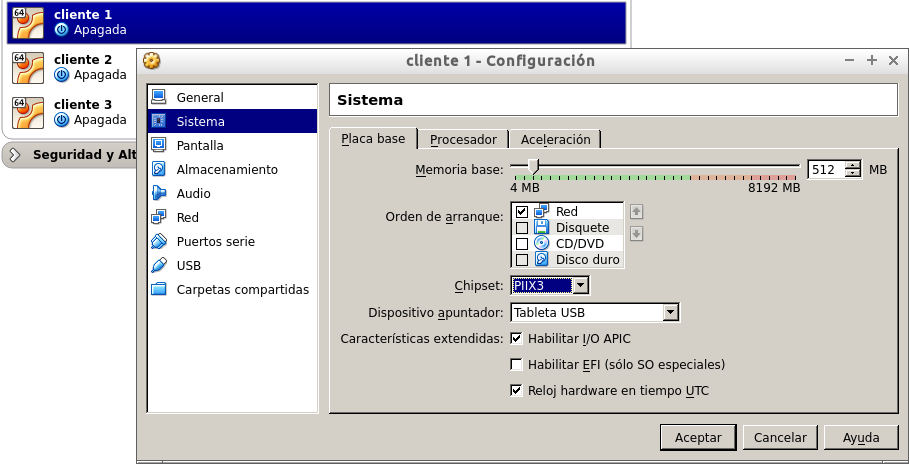 64
cliente 1
Apagada
64
cliente 2
Apagada
64
cliente 3
Apagada
Seguridad y Alt
cliente 1 - Configuración
General
Sistema
Pantalla
Almacenamiento
Audio
Red
Puertos serie
USB
Carpetas compartidas
Sistema
Placa base
Procesador
Aceleración
Memoria base:
512
MB
4 MB
8192 MB
Orden de arranque:
Red
Disquete
CD/DVD
Disco duro
Chipset:
PIIX3
Dispositivo apuntador:
Tableta USB
Características extendidas:
Habilitar I/O APIC
Habilitar EFI (sólo SO especiales)
Reloj hardware en tiempo UTC
Aceptar
Cancelar
Ayuda